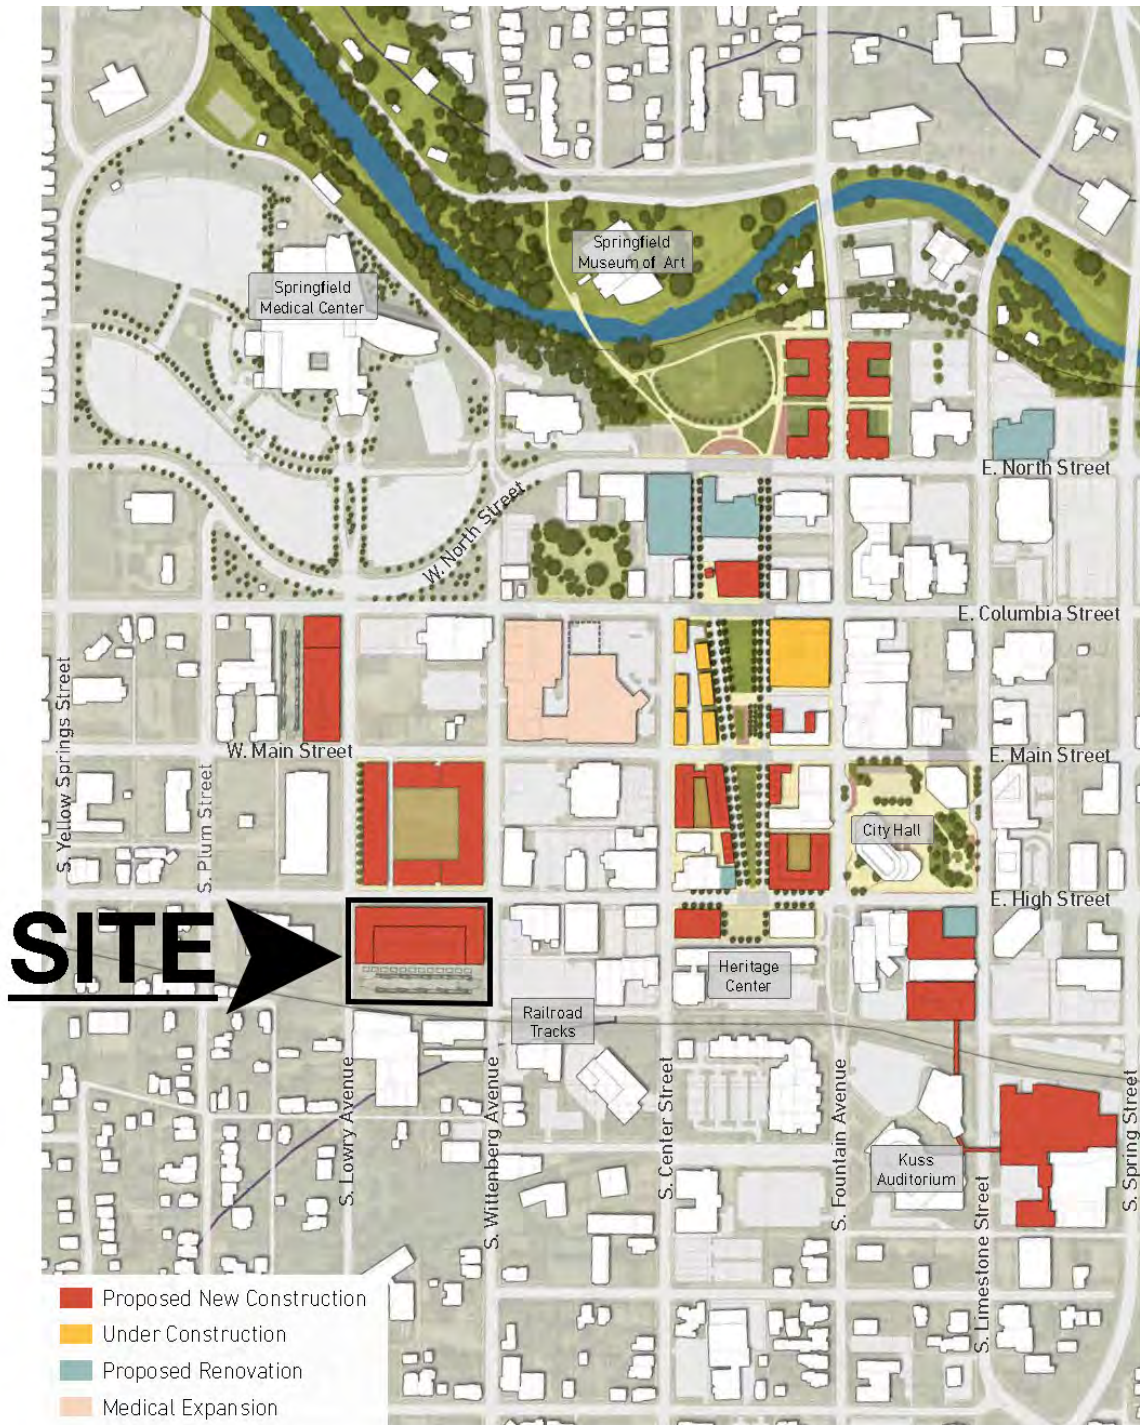 Springfield
Museum of Art
Springfield
Medical Center
E. North Street
W. North Street
E. Columbia Street
S. Yellow Springs Street
W. Main Street
E. Main Street
S. Plum Street
City Hall
E. High Street
SITE
Heritage
Center
Railroad
Tracks
S. Lowry Avenue
S. Wittenberg Avenue
S. Center Street
S. Fountain Avenue
Kuss
Auditorium
S. Limestone Street
S. Spring Street
Proposed New Construction
Under Construction
Proposed Renovation
Medical Expansion